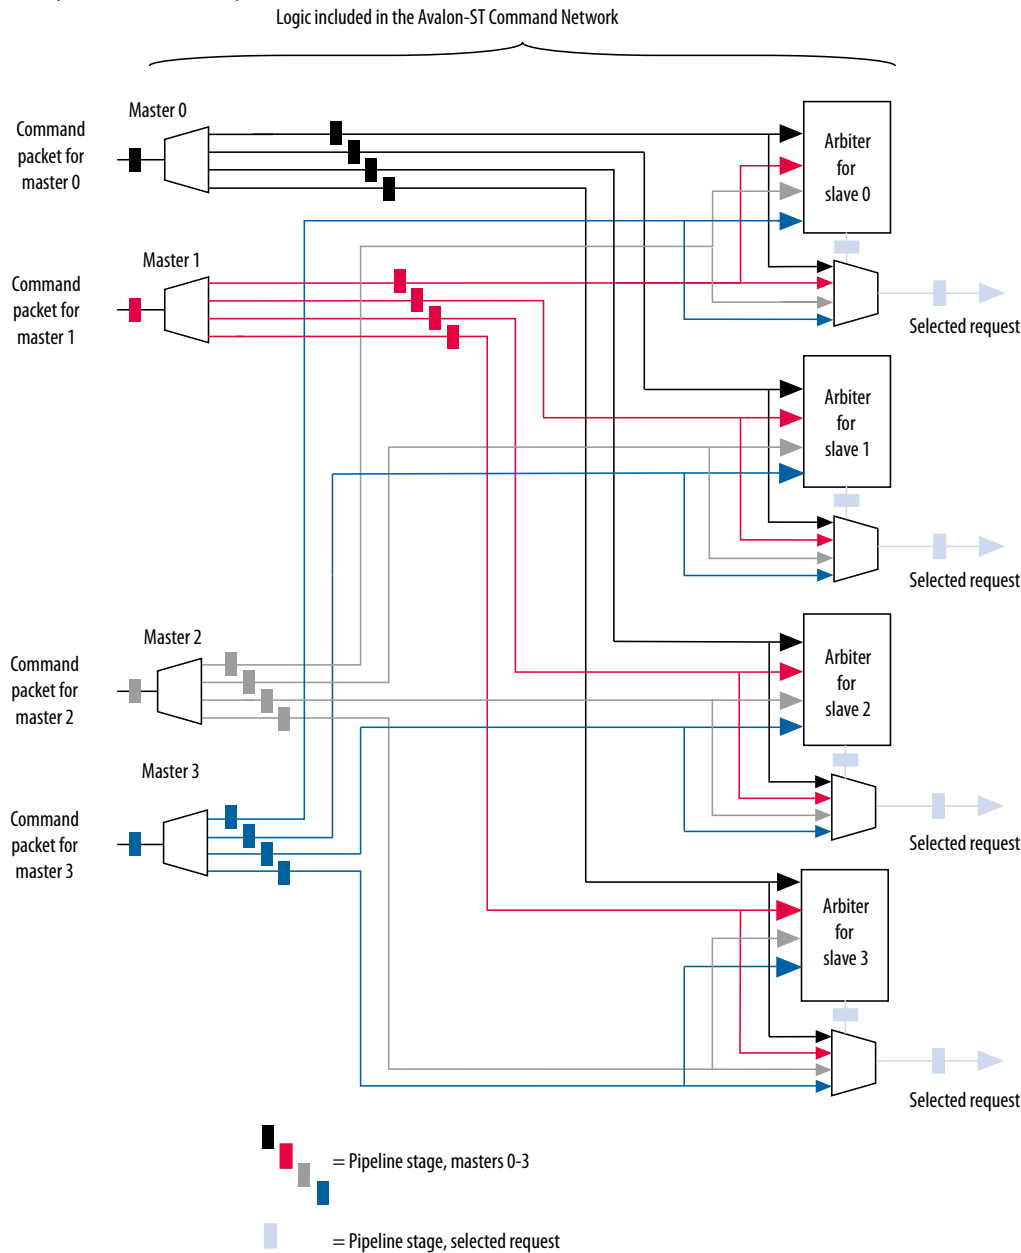 Logic included in the Avalon-ST Command Network
Master 0
Command
packet for
master 0
Arbiter
for
slave 0
Master 1
Command
packet for
master 1
Selected request
Arbiter
for
slave 1
Selected request
Master 2
Command
packet for
master 2
Arbiter
for
slave 2
Master 3
Command
packet for
master 3
Selected request
Arbiter
for
slave 3
Selected request
= Pipeline stage, masters 0-3
= Pipeline stage, selected request